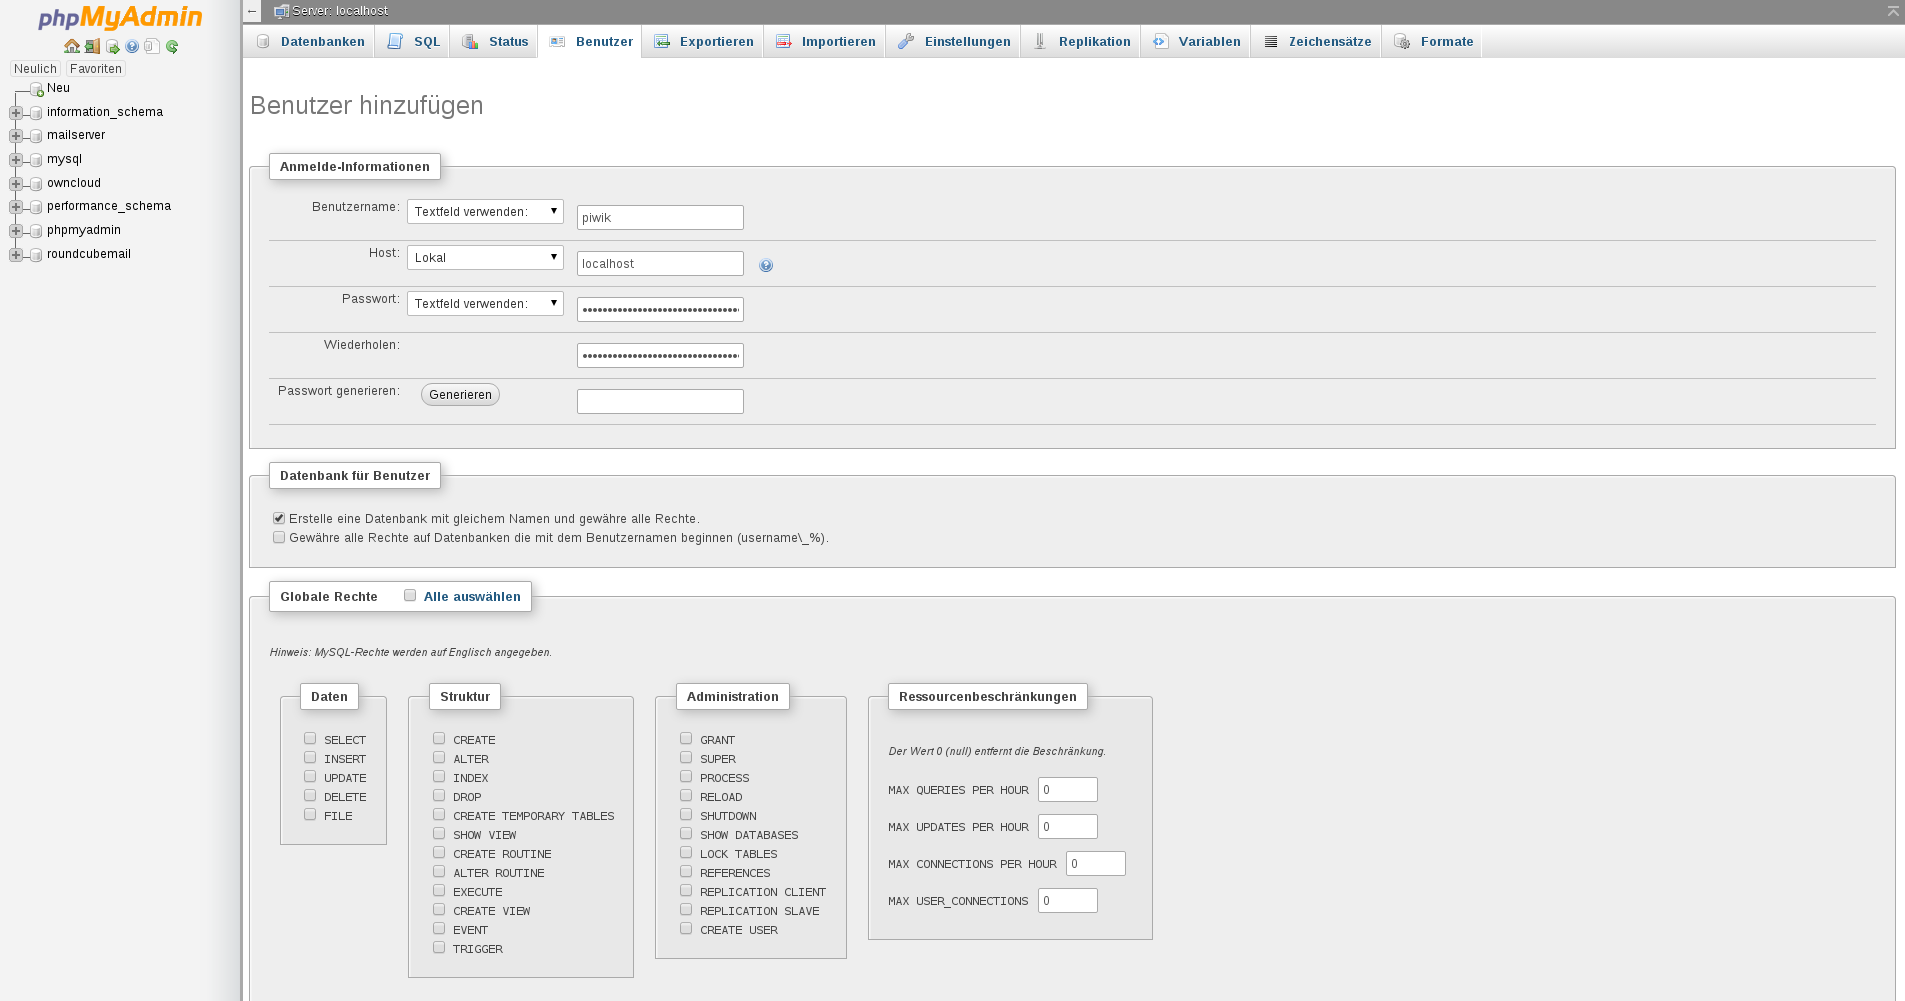 phpMyAdmin
Neulich Favoriten
Neu
information_schema
mailserver
mysql
owncloud
performance_schema
phpmyadmin
roundcubemail
← Server: localhost
Datenbanken SQL Status Benutzer Exportieren Importieren Einstellungen Replikation Variablen Zeichensätze Formate
Benutzer hinzufügen
Anmelde-Informationen
Benutzername: Textfeld verwenden: piwik
Host: Lokal localhost
Passwort: Textfeld verwenden:
Wiederholen:
Passwort generieren: Generieren
Datenbank für Benutzer
Erstelle eine Datenbank mit gleichem Namen und gewähre alle Rechte.
Gewähre alle Rechte auf Datenbanken die mit dem Benutzernamen beginnen (username\_%).
Globale Rechte Alle auswählen
Hinweis: MySQL-Rechte werden auf Englisch angegeben.
Daten
SELECT
INSERT
UPDATE
DELETE
FILE
Struktur
CREATE
ALTER
INDEX
DROP
CREATE TEMPORARY TABLES
SHOW VIEW
CREATE ROUTINE
ALTER ROUTINE
EXECUTE
CREATE VIEW
EVENT
TRIGGER
Administration
GRANT
SUPER
PROCESS
RELOAD
SHUTDOWN
SHOW DATABASES
LOCK TABLES
REFERENCES
REPLICATION CLIENT
REPLICATION SLAVE
CREATE USER
Ressourcenbeschränkungen
Der Wert 0 (null) entfernt die Beschränkung.
MAX QUERIES PER HOUR 0
MAX UPDATES PER HOUR 0
MAX CONNECTIONS PER HOUR 0
MAX USER_CONNECTIONS 0